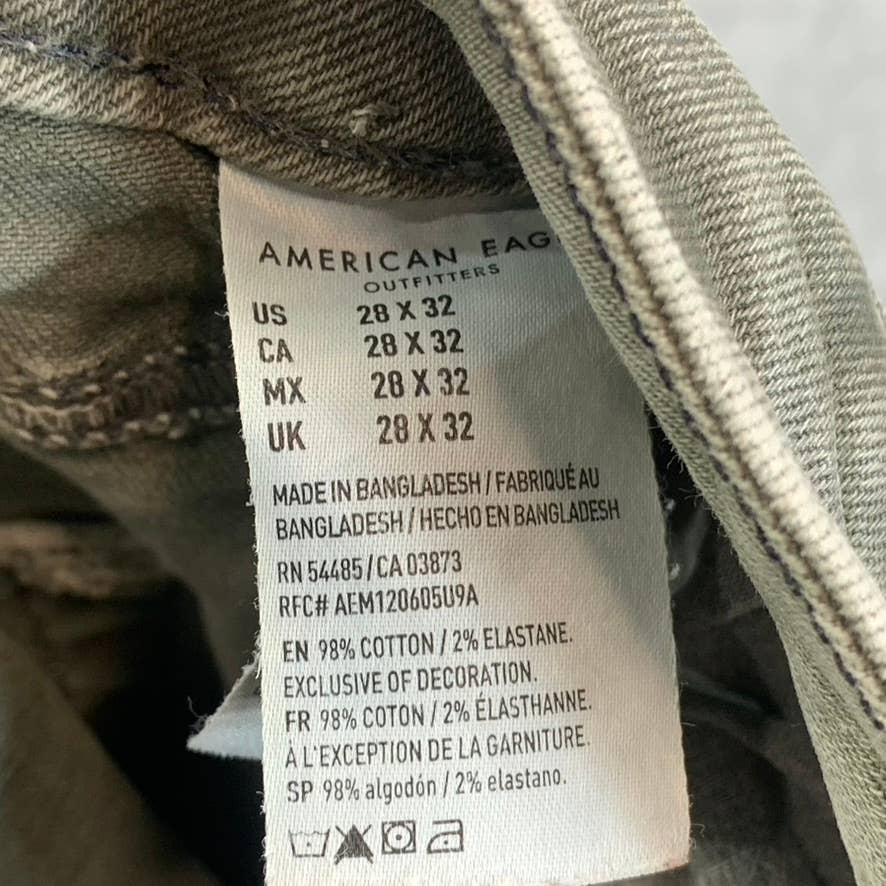 AMERICAN EAG
OUTFITTERS
US 28 X 32
CA 28 X 32
MX 28 X 32
UK 28 X 32
MADE IN BANGLADESH / FABRIQUÉ AU
BANGLADESH / HECHO EN BANGLADESH
RN 54485 / CA 03873
RFC# AEM120605U9A
EN 98% COTTON / 2% ELASTANE.
EXCLUSIVE OF DECORATION.
FR 98% COTON / 2% ÉLASTHANNE.
À L'EXCEPTION DE LA GARNITURE.
SP 98% algodón / 2% elastano.